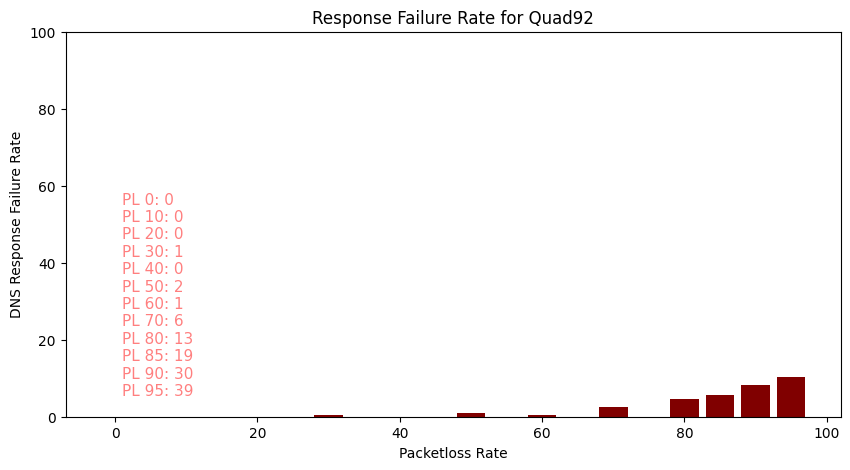 Response Failure Rate for Quad92
100
80
60
40
20
0
DNS Response Failure Rate
PL 0: 0
PL 10: 0
PL 20: 0
PL 30: 1
PL 40: 0
PL 50: 2
PL 60: 1
PL 70: 6
PL 80: 13
PL 85: 19
PL 90: 30
PL 95: 39
0 20 40 60 80 100
Packetloss Rate